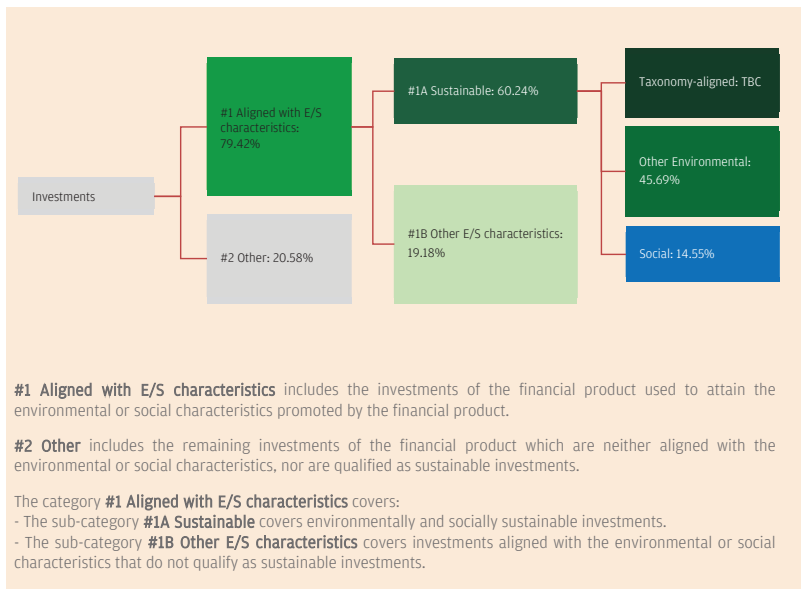 Investments
#1 Aligned with E/S
characteristics:
79.42%
#2 Other: 20.58%
#1A Sustainable: 60.24%
#1B Other E/S characteristics:
19.18%
Taxonomy-aligned: TBC
Other Environmental:
45.69%
Social: 14.55%
#1 Aligned with E/S characteristics includes the investments of the financial product used to attain the
environmental or social characteristics promoted by the financial product.
#2 Other includes the remaining investments of the financial product which are neither aligned with the
environmental or social characteristics, nor are qualified as sustainable investments.
The category #1 Aligned with E/S characteristics covers:
- The sub-category #1A Sustainable covers environmentally and socially sustainable investments.
- The sub-category #1B Other E/S characteristics covers investments aligned with the environmental or social
characteristics that do not qualify as sustainable investments.